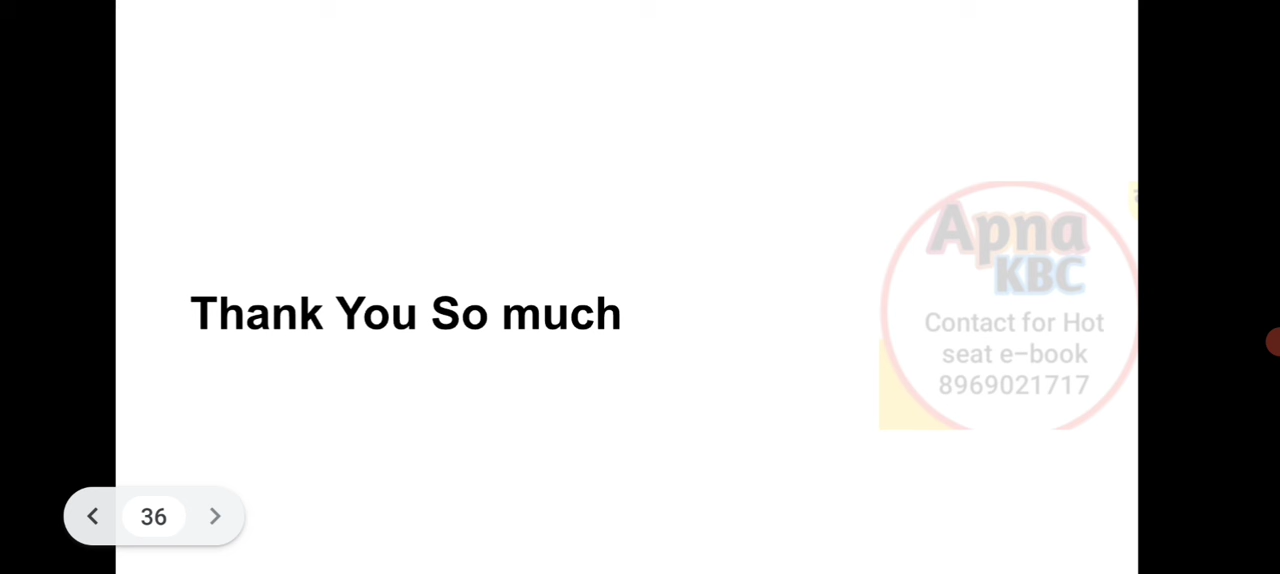 Apna
KBC
Thank You So much
Contact for Hot
seat e-book
8969021717
36